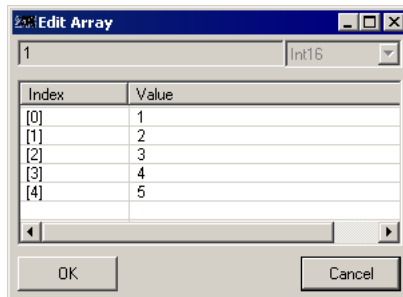 Edit Array
1 Int16
Index Value
[0] 1
[1] 2
[2] 3
[3] 4
[4] 5
OK Cancel